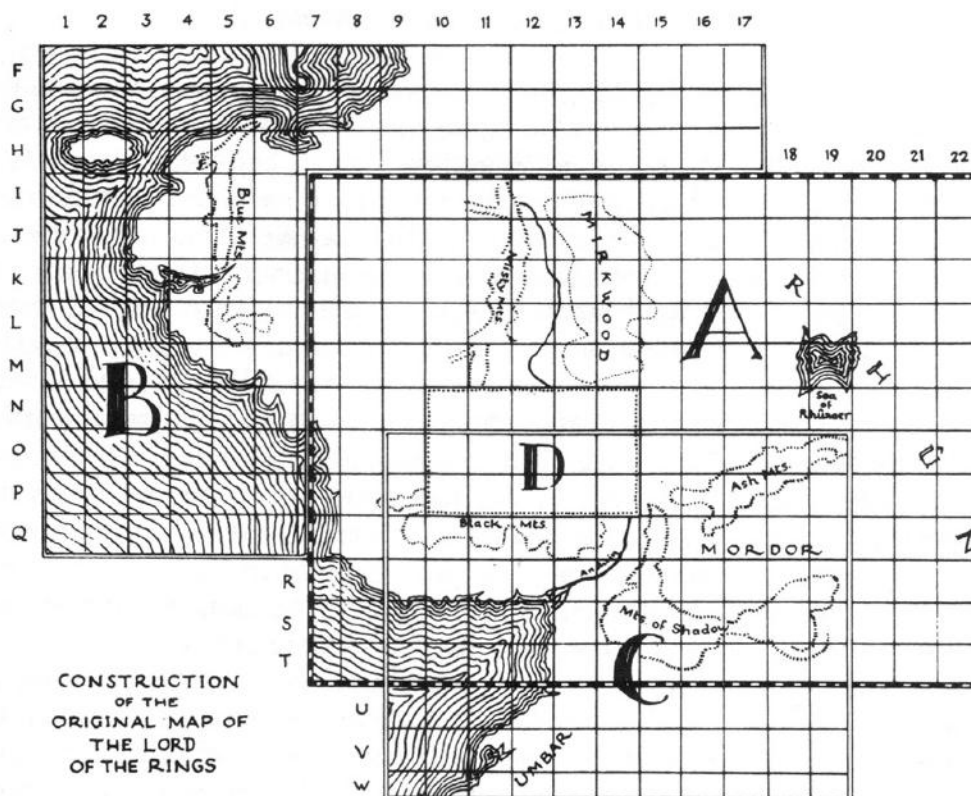 1 2 3 4 5 6 7 8 9 10 11 12 13 14 15 16 17
F
G
H
18 19 20 21 22
I
Blue Mts.
J
MIRKWOOD
Misty Mts.
K
A
RHÛN
L
M
B
N
Sea of Rhûnaer
O
D
P
Ash Mts.
Q
Black Mts.
MORDOR
Anduin
R
S
Mts of Shadow
T
C
CONSTRUCTION
OF THE
ORIGINAL MAP OF
THE LORD
OF THE RINGS
U
V
UMBAR
W